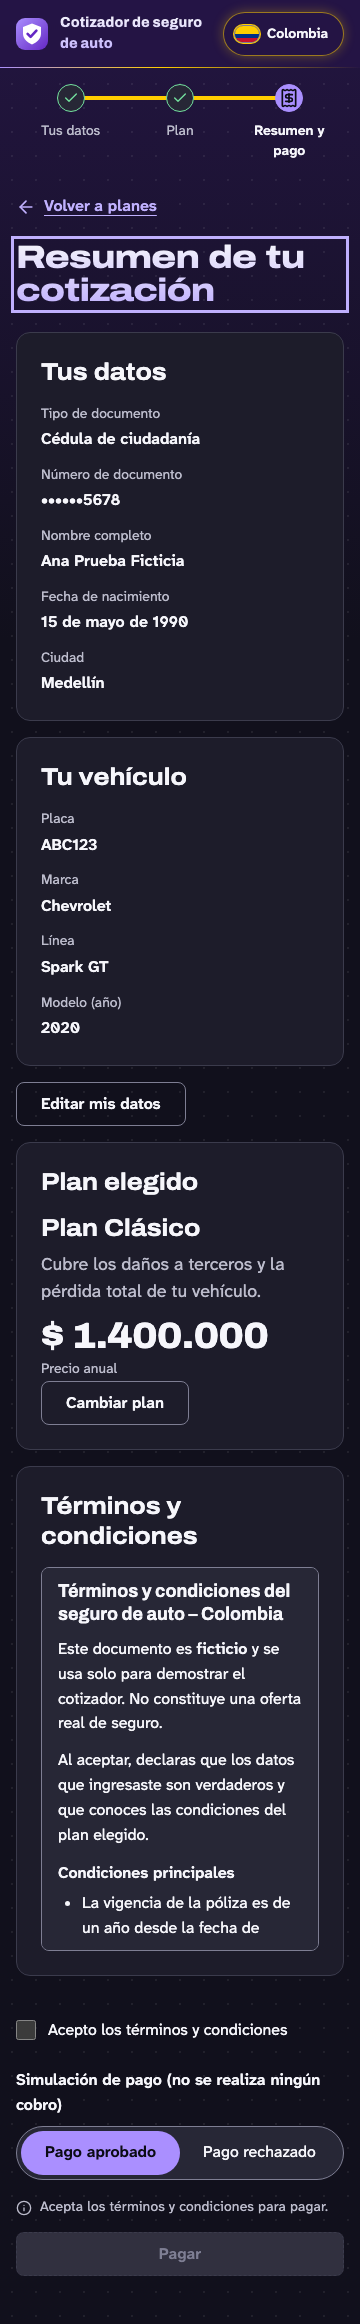 Cotizador de seguro
de auto
Colombia
Tus datos
Plan
Resumen y
pago
Volver a planes
Resumen de tu
cotización
Tus datos
Tipo de documento
Cédula de ciudadanía
Número de documento
••••••5678
Nombre completo
Ana Prueba Ficticia
Fecha de nacimiento
15 de mayo de 1990
Ciudad
Medellín
Tu vehículo
Placa
ABC123
Marca
Chevrolet
Línea
Spark GT
Modelo (año)
2020
Editar mis datos
Plan elegido
Plan Clásico
Cubre los daños a terceros y la
pérdida total de tu vehículo.
$ 1.400.000
Precio anual
Cambiar plan
Términos y
condiciones
Términos y condiciones del
seguro de auto – Colombia
Este documento es ficticio y se
usa solo para demostrar el
cotizador. No constituye una oferta
real de seguro.
Al aceptar, declaras que los datos
que ingresaste son verdaderos y
que conoces las condiciones del
plan elegido.
Condiciones principales
• La vigencia de la póliza es de
un año desde la fecha de
Acepto los términos y condiciones
Simulación de pago (no se realiza ningún
cobro)
Pago aprobado
Pago rechazado
Acepta los términos y condiciones para pagar.
Pagar